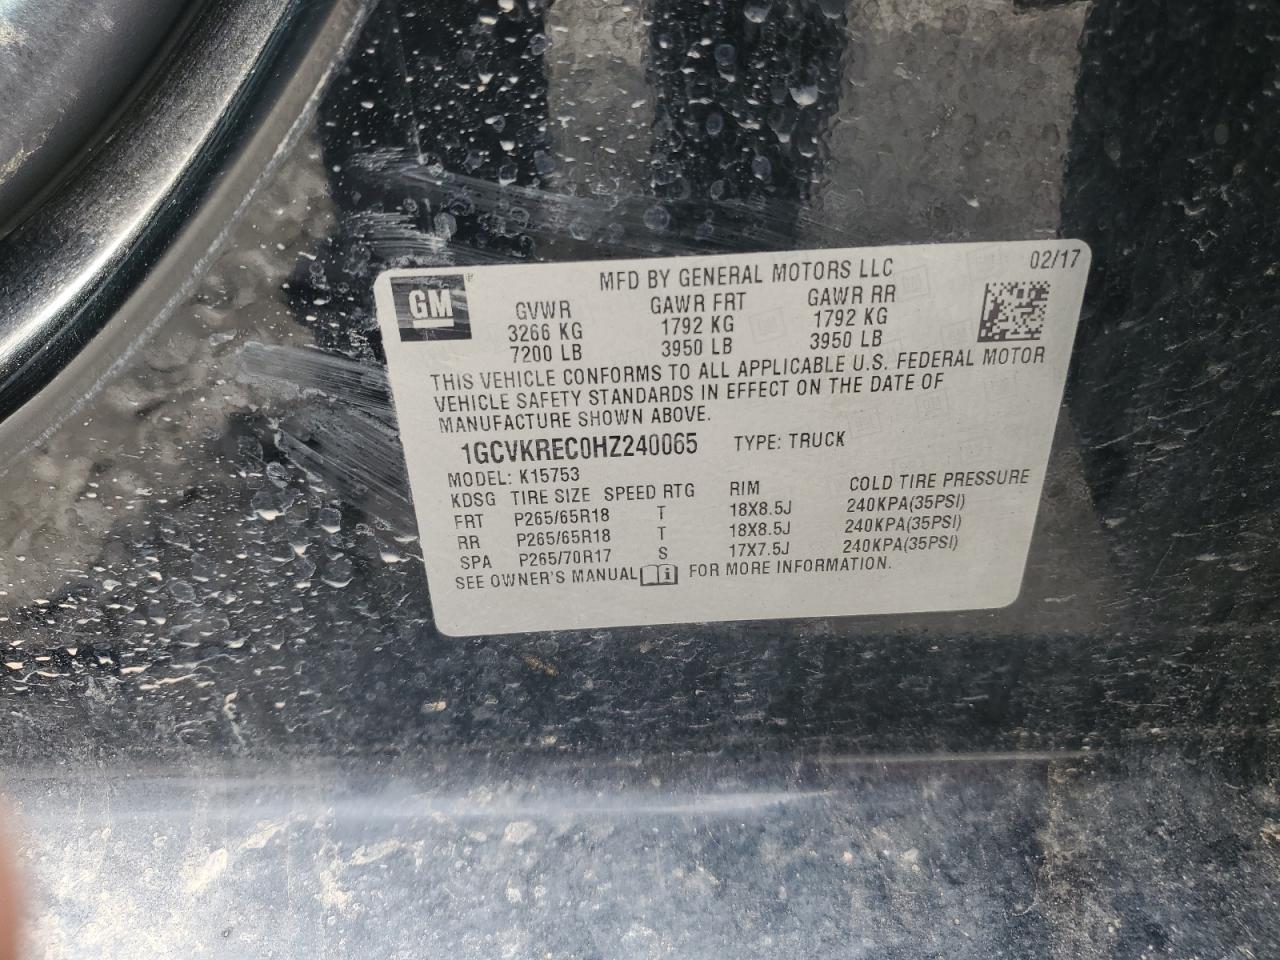 GM
MFD BY GENERAL MOTORS LLC 02/17
GVWR GAWR FRT GAWR RR
3266 KG 1792 KG 1792 KG
7200 LB 3950 LB 3950 LB
THIS VEHICLE CONFORMS TO ALL APPLICABLE U.S. FEDERAL MOTOR
VEHICLE SAFETY STANDARDS IN EFFECT ON THE DATE OF
MANUFACTURE SHOWN ABOVE.
1GCVKREC0HZ240065 TYPE: TRUCK
MODEL: K15753
KDSG TIRE SIZE SPEED RTG RIM COLD TIRE PRESSURE
FRT P265/65R18 T 18X8.5J 240KPA(35PSI)
RR P265/65R18 T 18X8.5J 240KPA(35PSI)
SPA P265/70R17 S 17X7.5J 240KPA(35PSI)
SEE OWNER'S MANUAL i FOR MORE INFORMATION.